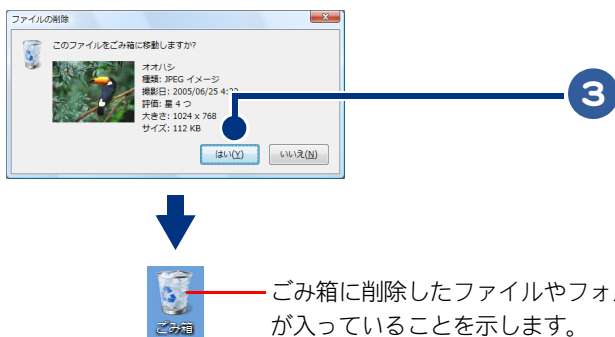 ファイルの削除
このファイルをごみ箱に移動しますか?
オオハシ
種類: JPEG イメージ
撮影日: 2005/06/25
評価: 星 4 つ
大きさ: 1024 x 768
サイズ: 112 KB
はい(Y)
いいえ(N)
3
ごみ箱に削除したファイルやフォ
が入っていることを示します。
ごみ箱